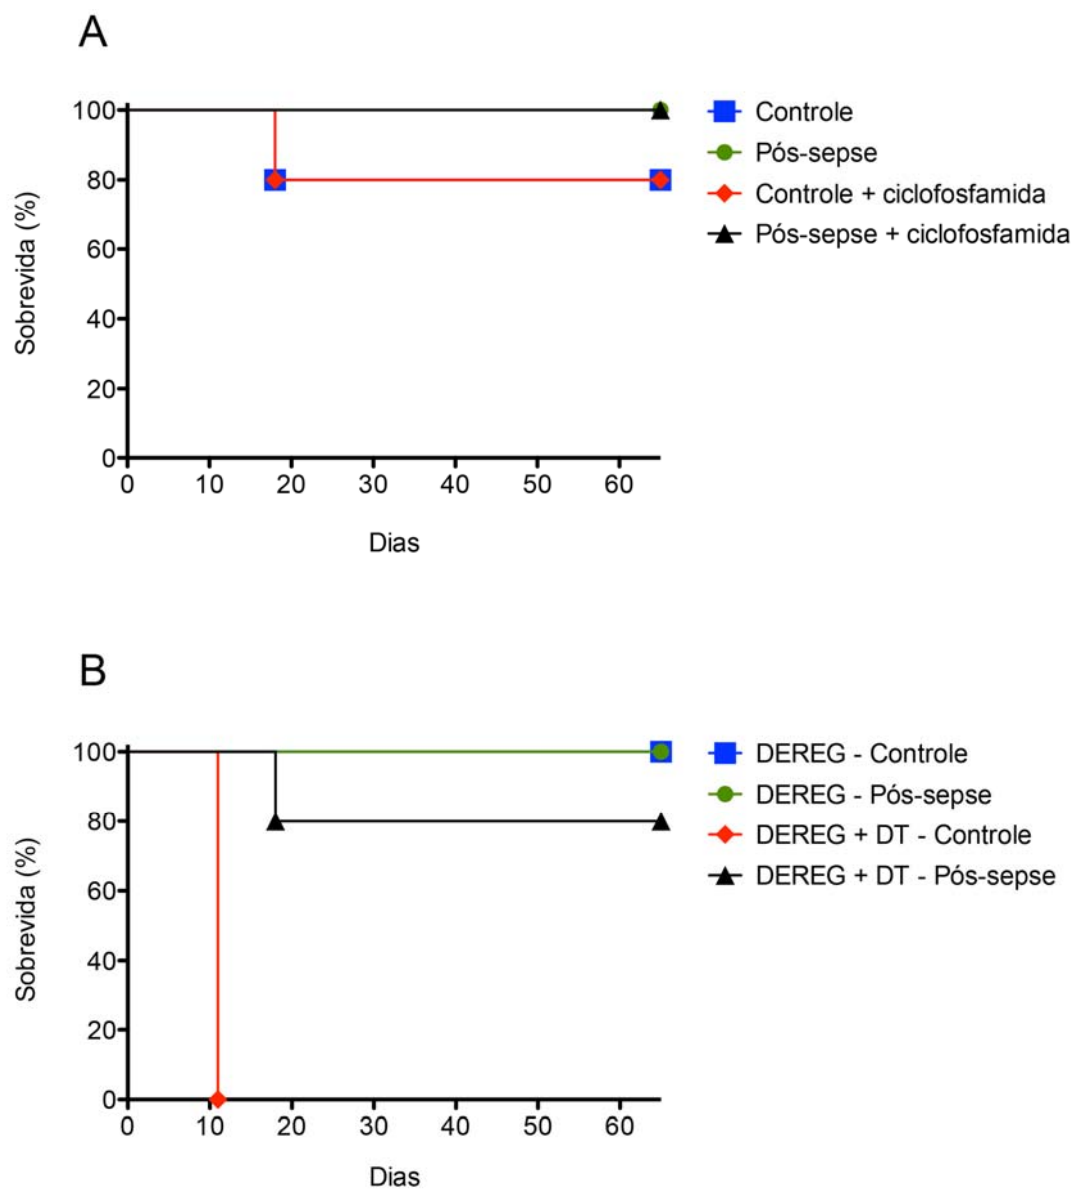 A
Sobrevida (%)
100
80
60
40
20
0
0 10 20 30 40 50 60
Dias
Controle
Pós-sepse
Controle + ciclofosfamida
Pós-sepse + ciclofosfamida
B
Sobrevida (%)
100
80
60
40
20
0
0 10 20 30 40 50 60
Dias
DEREG - Controle
DEREG - Pós-sepse
DEREG + DT - Controle
DEREG + DT - Pós-sepse